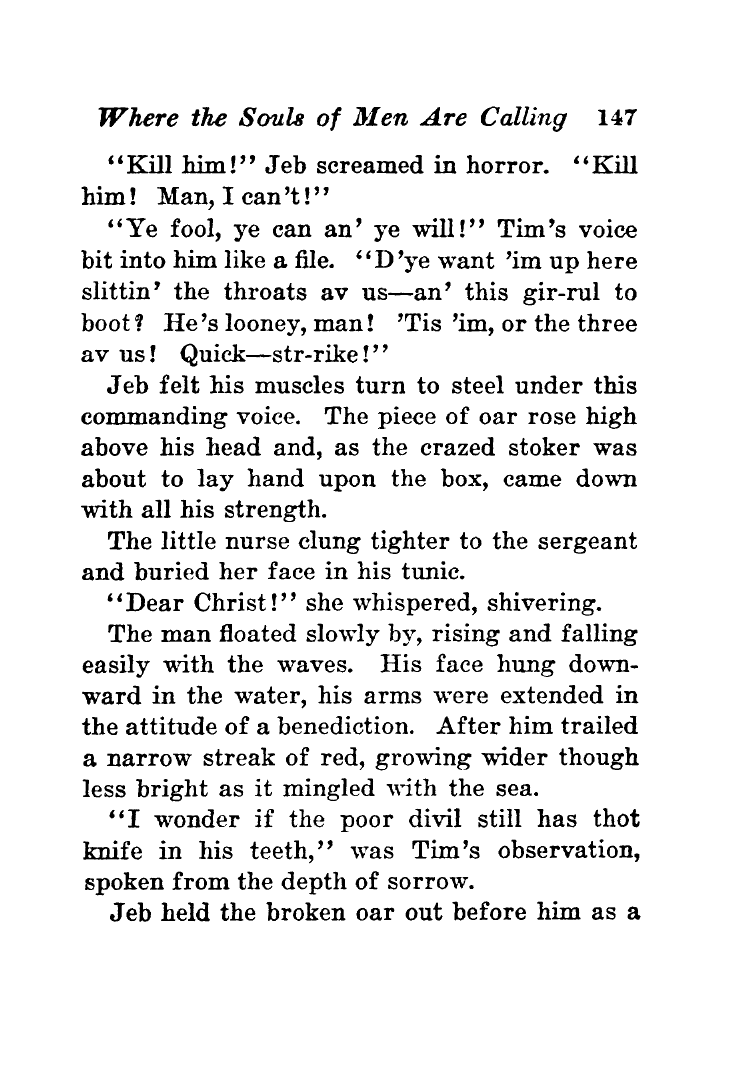 Where the Souls of Men Are Calling 147
“Kill him!” Jeb screamed in horror. “Kill
him! Man, I can’t!”
“Ye fool, ye can an’ ye will!” Tim’s voice
bit into him like a file. “D’ye want ’im up here
slittin’ the throats av us—an’ this gir-rul to
boot? He’s looney, man! ’Tis ’im, or the three
av us! Quick—str-rike!”
Jeb felt his muscles turn to steel under this
commanding voice. The piece of oar rose high
above his head and, as the crazed stoker was
about to lay hand upon the box, came down
with all his strength.
The little nurse clung tighter to the sergeant
and buried her face in his tunic.
“Dear Christ!” she whispered, shivering.
The man floated slowly by, rising and falling
easily with the waves. His face hung down-
ward in the water, his arms were extended in
the attitude of a benediction. After him trailed
a narrow streak of red, growing wider though
less bright as it mingled with the sea.
“I wonder if the poor divil still has thot
knife in his teeth,” was Tim’s observation,
spoken from the depth of sorrow.
Jeb held the broken oar out before him as a